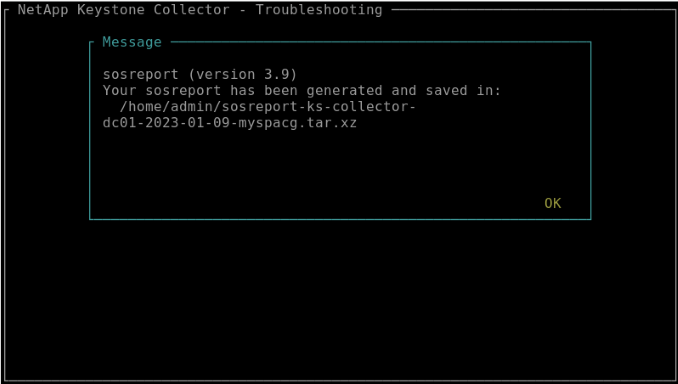 NetApp Keystone Collector - Troubleshooting
Message
sosreport (version 3.9)
Your sosreport has been generated and saved in:
/home/admin/sosreport-ks-collector-
dc01-2023-01-09-myspacg.tar.xz
OK